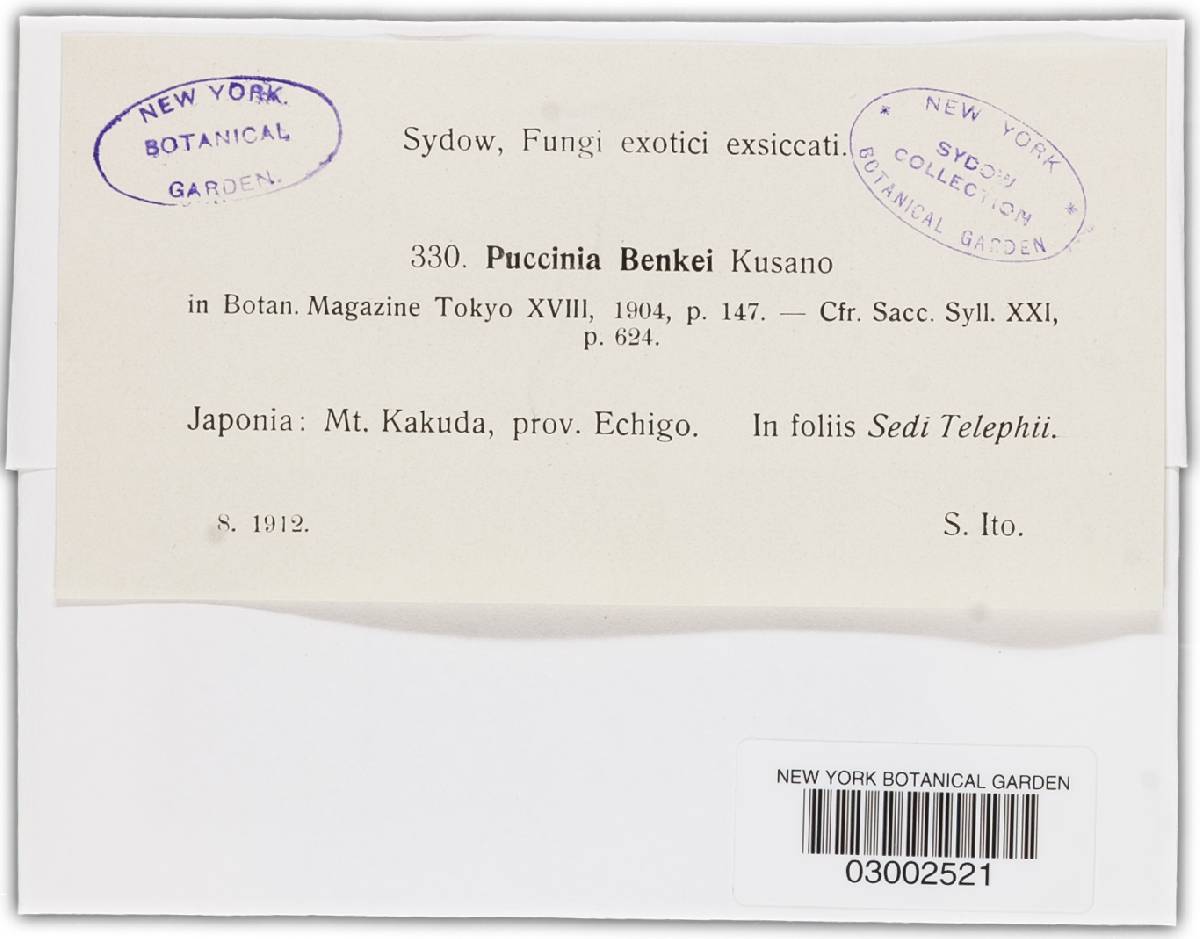 NEW YORK.
BOTANICAL
GARDEN.
Sydow, Fungi exotici exsiccati.
* NEW YORK *
SYDOW
COLLECTION
BOTANICAL GARDEN
330. Puccinia Benkei Kusano
in Botan. Magazine Tokyo XVIII, 1904, p. 147. — Cfr. Sacc. Syll. XXI,
p. 624.
Japonia: Mt. Kakuda, prov. Echigo. In foliis Sedi Telephii.
8. 1912.
S. Ito.
NEW YORK BOTANICAL GARDEN
03002521